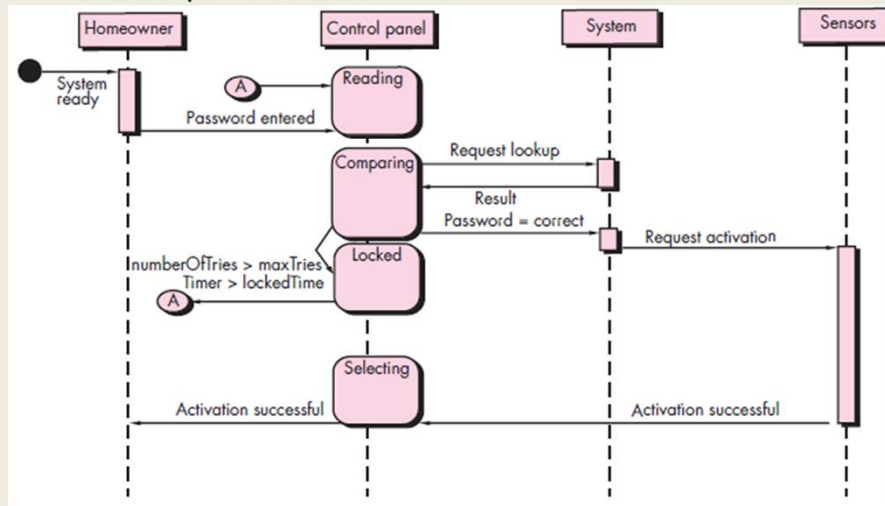 Homeowner
Control panel
System
Sensors
System
ready
A
Reading
Password entered
Comparing
Request lookup
Result
Password = correct
Request activation
Locked
numberOfTries > maxTries
Timer > lockedTime
A
Selecting
Activation successful
Activation successful